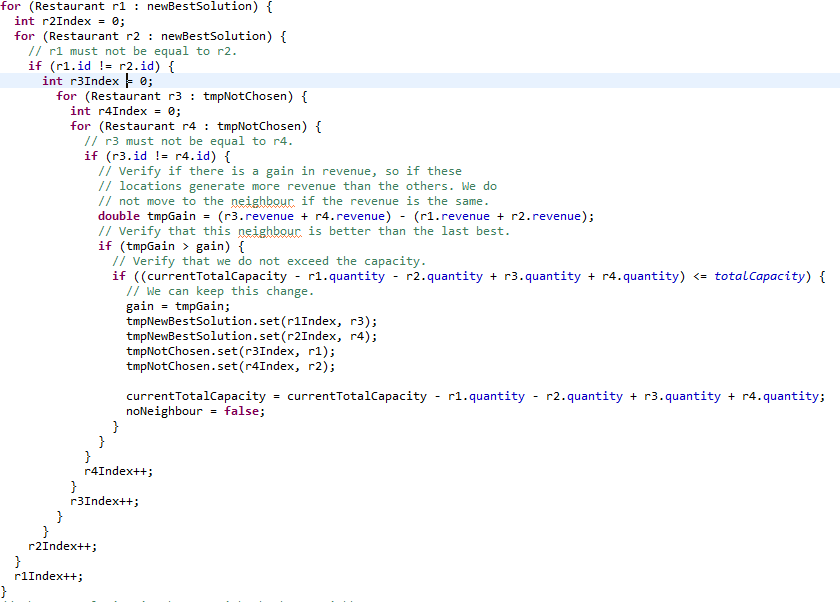 for (Restaurant r1 : newBestSolution) {
int r2Index = 0;
for (Restaurant r2 : newBestSolution) {
// r1 must not be equal to r2.
if (r1.id != r2.id) {
int r3Index = 0;
for (Restaurant r3 : tmpNotChosen) {
int r4Index = 0;
for (Restaurant r4 : tmpNotChosen) {
// r3 must not be equal to r4.
if (r3.id != r4.id) {
// Verify if there is a gain in revenue, so if these
// locations generate more revenue than the others. We do
// not move to the neighbour if the revenue is the same.
double tmpGain = (r3.revenue + r4.revenue) - (r1.revenue + r2.revenue);
// Verify that this neighbour is better than the last best.
if (tmpGain > gain) {
// Verify that we do not exceed the capacity.
if ((currentTotalCapacity - r1.quantity - r2.quantity + r3.quantity + r4.quantity) <= totalCapacity) {
// We can keep this change.
gain = tmpGain;
tmpNewBestSolution.set(r1Index, r3);
tmpNewBestSolution.set(r2Index, r4);
tmpNotChosen.set(r3Index, r1);
tmpNotChosen.set(r4Index, r2);
currentTotalCapacity = currentTotalCapacity - r1.quantity - r2.quantity + r3.quantity + r4.quantity;
noNeighbour = false;
}
}
}
r4Index++;
}
r3Index++;
}
}
r2Index++;
}
r1Index++;
}